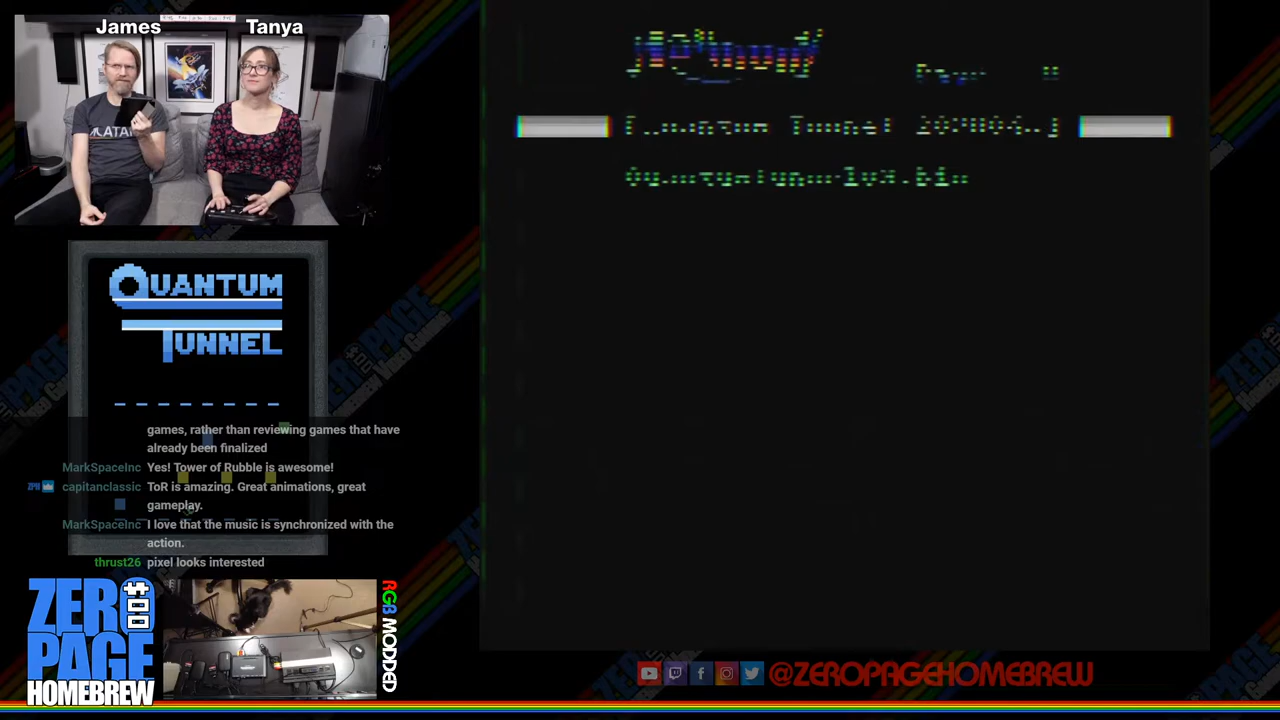 James
Tanya
ATARI
QUANTUM
TUNNEL
games, rather than reviewing games that have
already been finalized
MarkSpaceInc Yes! Tower of Rubble is awesome!
capitanclassic ToR is amazing. Great animations, great
gameplay.
MarkSpaceInc I love that the music is synchronized with the
action.
thrust26 pixel looks interested
ZERO
PAGE
HOMEBREW
RGB MODDED
@ZEROPAGEHOMEBREW